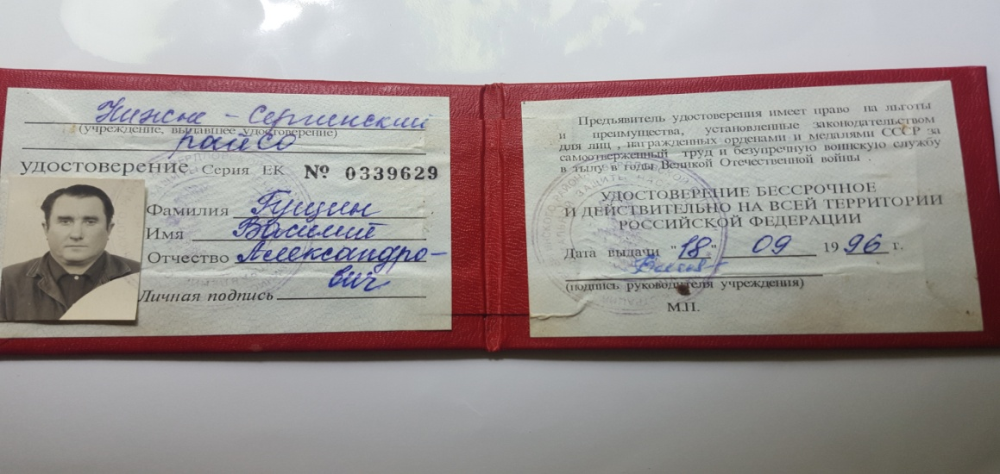 Нижне - Сергинский
(учреждение, выдавшее удостоверение)
райсо
удостоверение Серия ЕК № 0339629
Фамилия Гущин
Имя Василий
Отчество Александро-
вич
Личная подпись
Предъявитель удостоверения имеет право на льготы
и преимущества, установленные законодательством
для лиц, награжденных орденами и медалями СССР за
самоотверженный труд и безупречную воинскую службу
в тылу в годы Великой Отечественной войны.
УДОСТОВЕРЕНИЕ БЕССРОЧНОЕ
И ДЕЙСТВИТЕЛЬНО НА ВСЕЙ ТЕРРИТОРИИ
РОССИЙСКОЙ ФЕДЕРАЦИИ
Дата выдачи "18" 09 1996 г.
(подпись руководителя учреждения)
М.П.